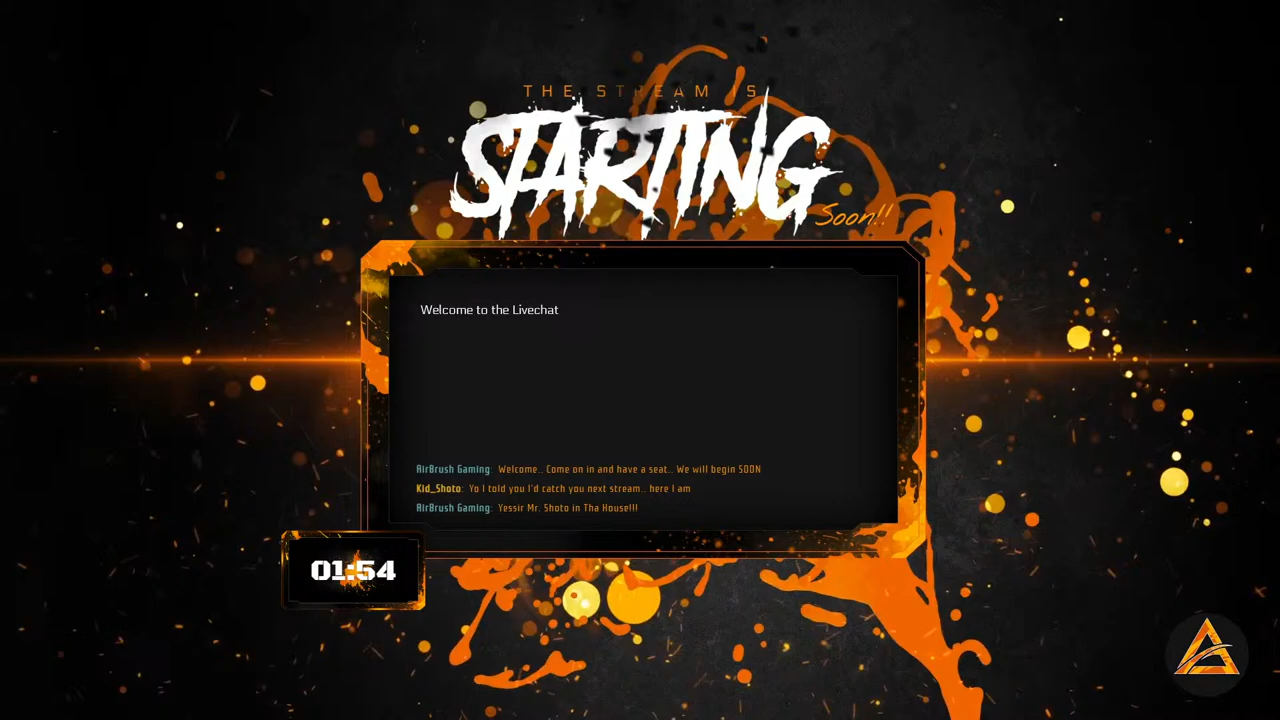 THE STREAM IS
STARTING
Soon!!
Welcome to the Livechat
AirBrush Gaming: Welcome.. Come on in and have a seat.. We will begin SOON
Kid_Shoto: Yo I told you I'd catch you next stream.. here I am
AirBrush Gaming: Yessir Mr. Shoto in Tha House!!!
01:54